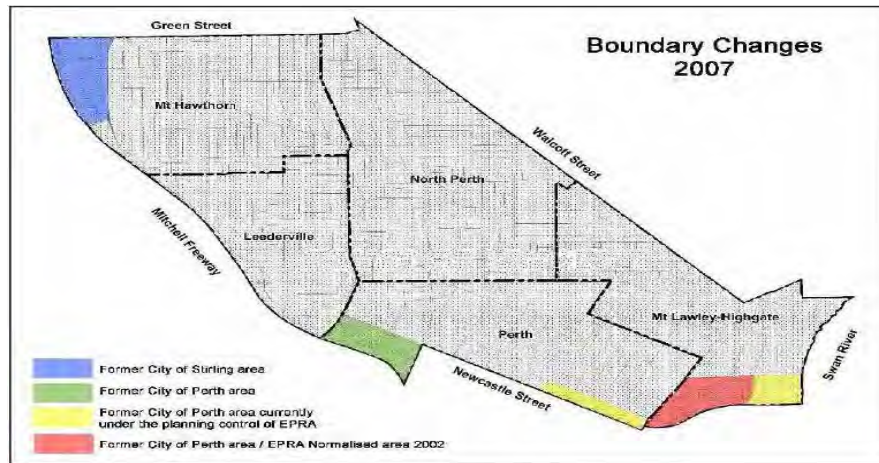 Green Street
Boundary Changes
2007
Mt Hawthorn
Walcott Street
North Perth
Leederville
Mitchell Freeway
Mt Lawley-Highgate
Perth
Swan River
Newcastle Street
Former City of Stirling area
Former City of Perth area
Former City of Perth area currently
under the planning control of EPRA
Former City of Perth area / EPRA Normalised area 2002